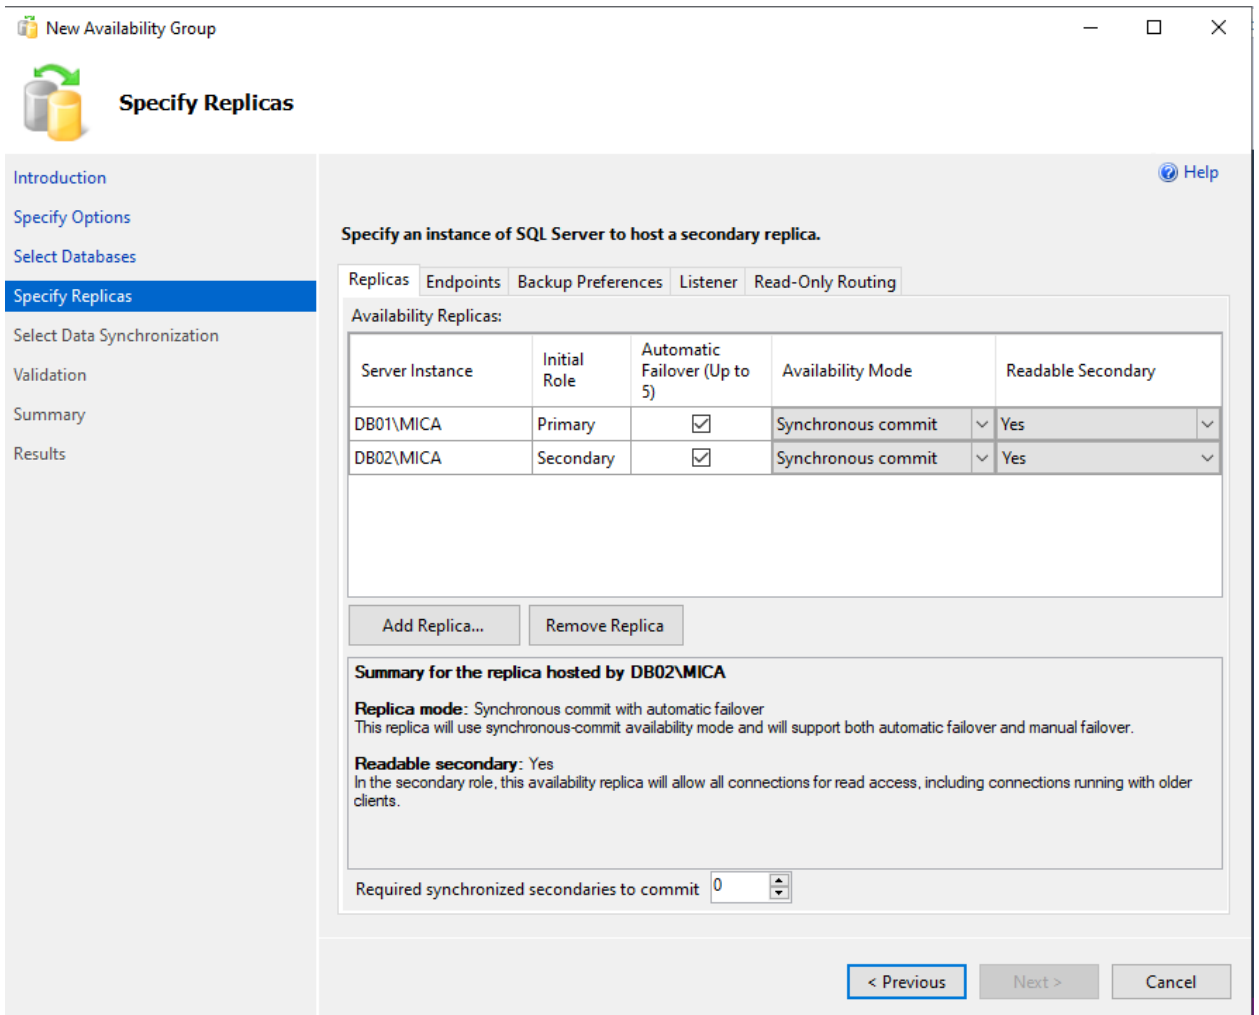 New Availability Group
Specify Replicas
Introduction
Specify Options
Select Databases
Specify Replicas
Select Data Synchronization
Validation
Summary
Results
Help
Specify an instance of SQL Server to host a secondary replica.
Replicas Endpoints Backup Preferences Listener Read-Only Routing
Availability Replicas:
Server Instance Initial Role Automatic Failover (Up to 5) Availability Mode Readable Secondary
DB01\MICA Primary Synchronous commit Yes
DB02\MICA Secondary Synchronous commit Yes
Add Replica... Remove Replica
Summary for the replica hosted by DB02\MICA
Replica mode: Synchronous commit with automatic failover
This replica will use synchronous-commit availability mode and will support both automatic failover and manual failover.
Readable secondary: Yes
In the secondary role, this availability replica will allow all connections for read access, including connections running with older
clients.
Required synchronized secondaries to commit 0
< Previous Next > Cancel